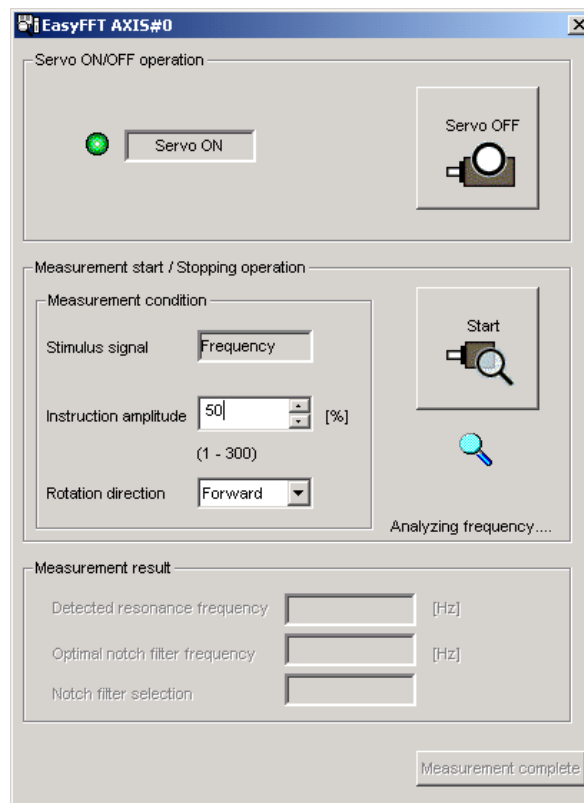 EasyFFT AXIS#0
Servo ON/OFF operation
Servo ON
Servo OFF
Measurement start / Stopping operation
Measurement condition
Stimulus signal
Frequency
Start
Instruction amplitude
50
[%]
(1 - 300)
Rotation direction
Forward
Analyzing frequency....
Measurement result
Detected resonance frequency
[Hz]
Optimal notch filter frequency
[Hz]
Notch filter selection
Measurement complete